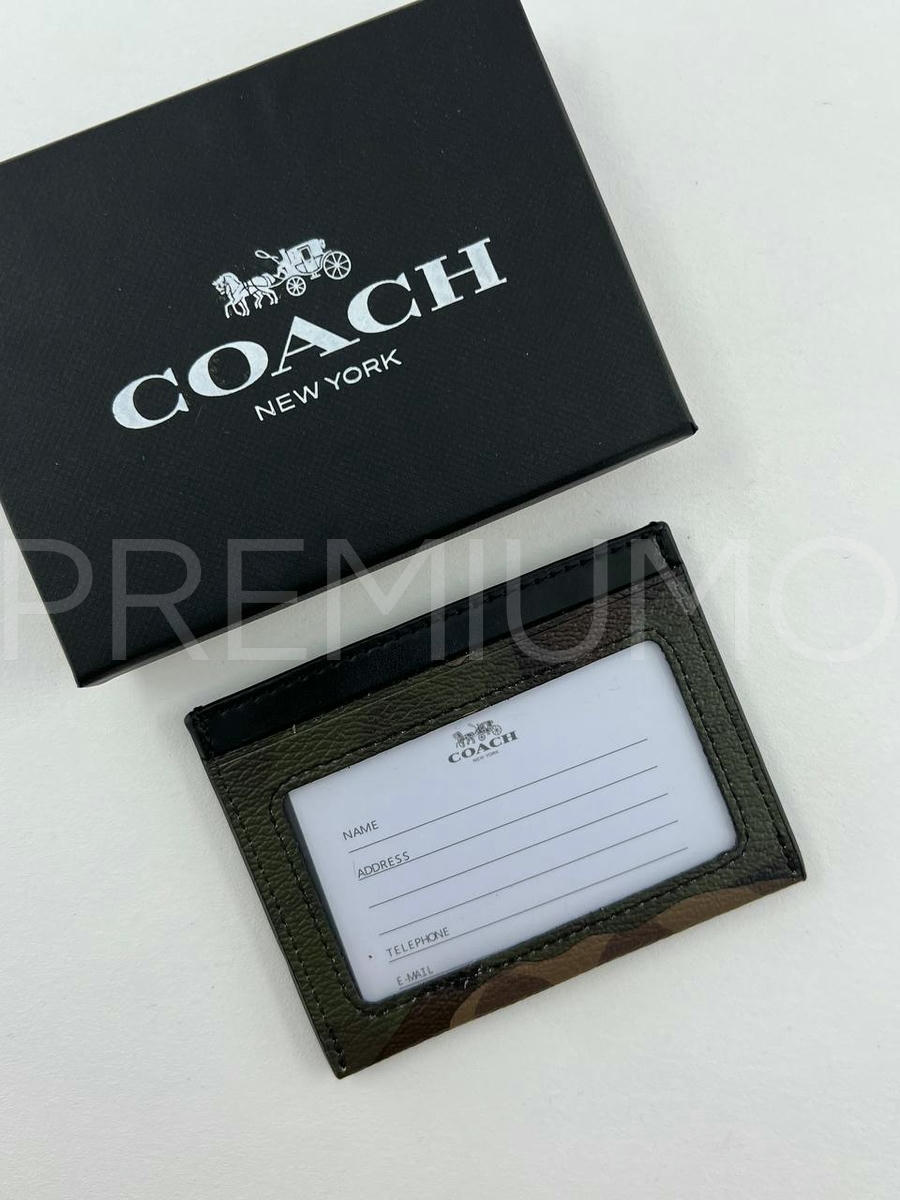 COACH
NEW YORK
PREMIUMO
COACH
NEW YORK
NAME
ADDRESS
TELEPHONE
E-MAIL